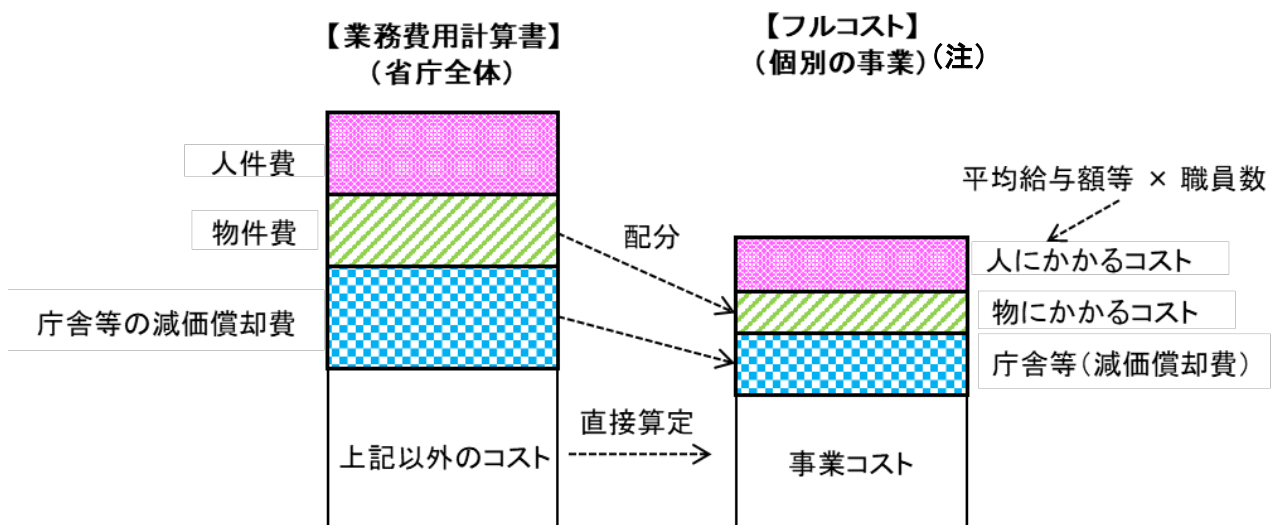 【業務費用計算書】
(省庁全体)
【フルコスト】
(個別の事業)(注)
人件費
物件費
庁舎等の減価償却費
上記以外のコスト
配分
直接算定
平均給与額等 × 職員数
人にかかるコスト
物にかかるコスト
庁舎等(減価償却費)
事業コスト